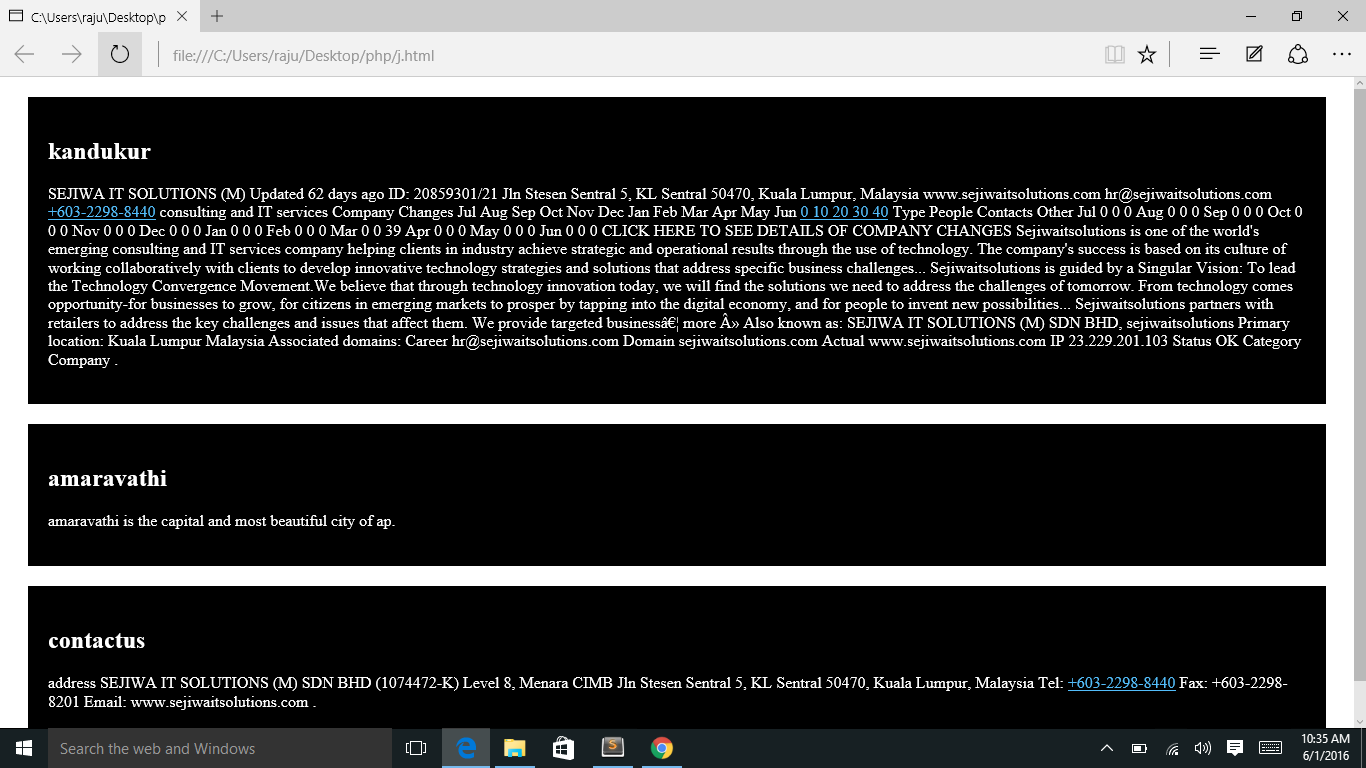 C:\Users\raju\Desktop\p
file:///C:/Users/raju/Desktop/php/j.html
kandukur
SEJIWA IT SOLUTIONS (M) Updated 62 days ago ID: 20859301/21 Jln Stesen Sentral 5, KL Sentral 50470, Kuala Lumpur, Malaysia www.sejiwaitsolutions.com hr@sejiwaitsolutions.com
+603-2298-8440 consulting and IT services Company Changes Jul Aug Sep Oct Nov Dec Jan Feb Mar Apr May Jun 0 10 20 30 40 Type People Contacts Other Jul 0 0 0 Aug 0 0 0 Sep 0 0 0 Oct 0
0 0 Nov 0 0 0 Dec 0 0 0 Jan 0 0 0 Feb 0 0 0 Mar 0 0 39 Apr 0 0 0 May 0 0 0 Jun 0 0 0 CLICK HERE TO SEE DETAILS OF COMPANY CHANGES Sejiwaitsolutions is one of the world's
emerging consulting and IT services company helping clients in industry achieve strategic and operational results through the use of technology. The company's success is based on its culture of
working collaboratively with clients to develop innovative technology strategies and solutions that address specific business challenges... Sejiwaitsolutions is guided by a Singular Vision: To lead
the Technology Convergence Movement.We believe that through technology innovation today, we will find the solutions we need to address the challenges of tomorrow. From technology comes
opportunity-for businesses to grow, for citizens in emerging markets to prosper by tapping into the digital economy, and for people to invent new possibilities... Sejiwaitsolutions partners with
retailers to address the key challenges and issues that affect them. We provide targeted businessâ€¦ more Â» Also known as: SEJIWA IT SOLUTIONS (M) SDN BHD, sejiwaitsolutions Primary
location: Kuala Lumpur Malaysia Associated domains: Career hr@sejiwaitsolutions.com Domain sejiwaitsolutions.com Actual www.sejiwaitsolutions.com IP 23.229.201.103 Status OK Category
Company .
amaravathi
amaravathi is the capital and most beautiful city of ap.
contactus
address SEJIWA IT SOLUTIONS (M) SDN BHD (1074472-K) Level 8, Menara CIMB Jln Stesen Sentral 5, KL Sentral 50470, Kuala Lumpur, Malaysia Tel: +603-2298-8440 Fax: +603-2298-
8201 Email: www.sejiwaitsolutions.com .
Search the web and Windows
10:35 AM
6/1/2016